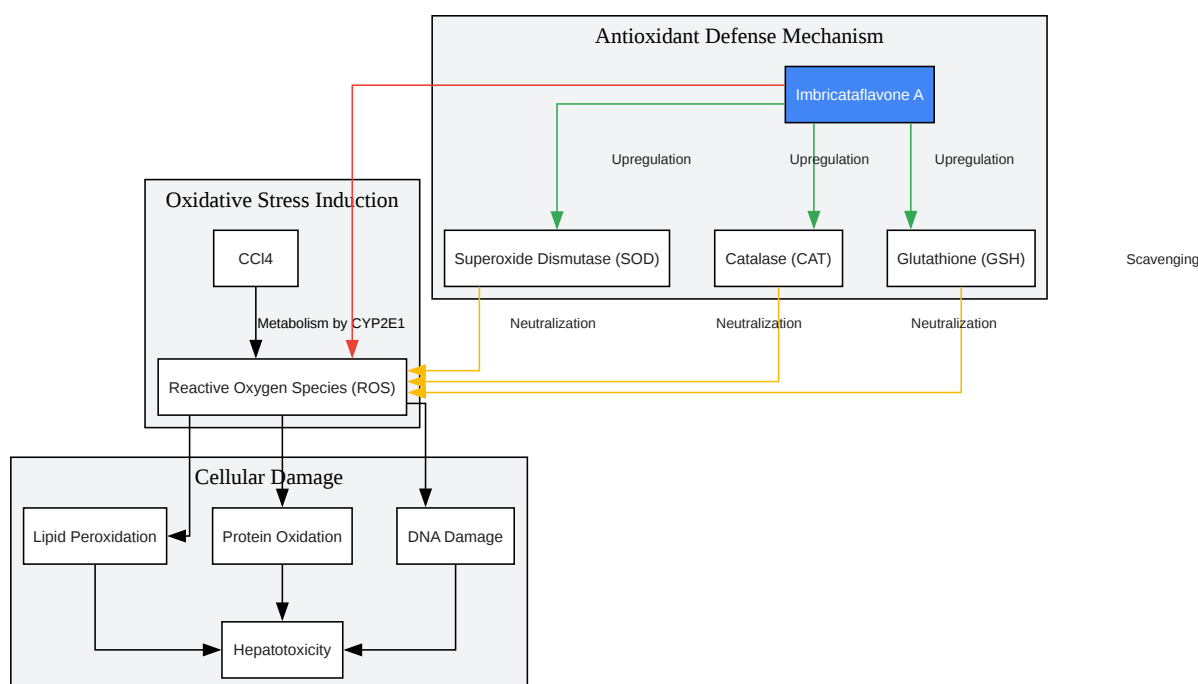 Antioxidant Defense Mechanism
Imbricataflavone A
Upregulation
Upregulation
Upregulation
Oxidative Stress Induction
CCl4
Superoxide Dismutase (SOD)
Catalase (CAT)
Glutathione (GSH)
Scavenging
Metabolism by CYP2E1
Neutralization
Neutralization
Neutralization
Reactive Oxygen Species (ROS)
Cellular Damage
Lipid Peroxidation
Protein Oxidation
DNA Damage
Hepatotoxicity